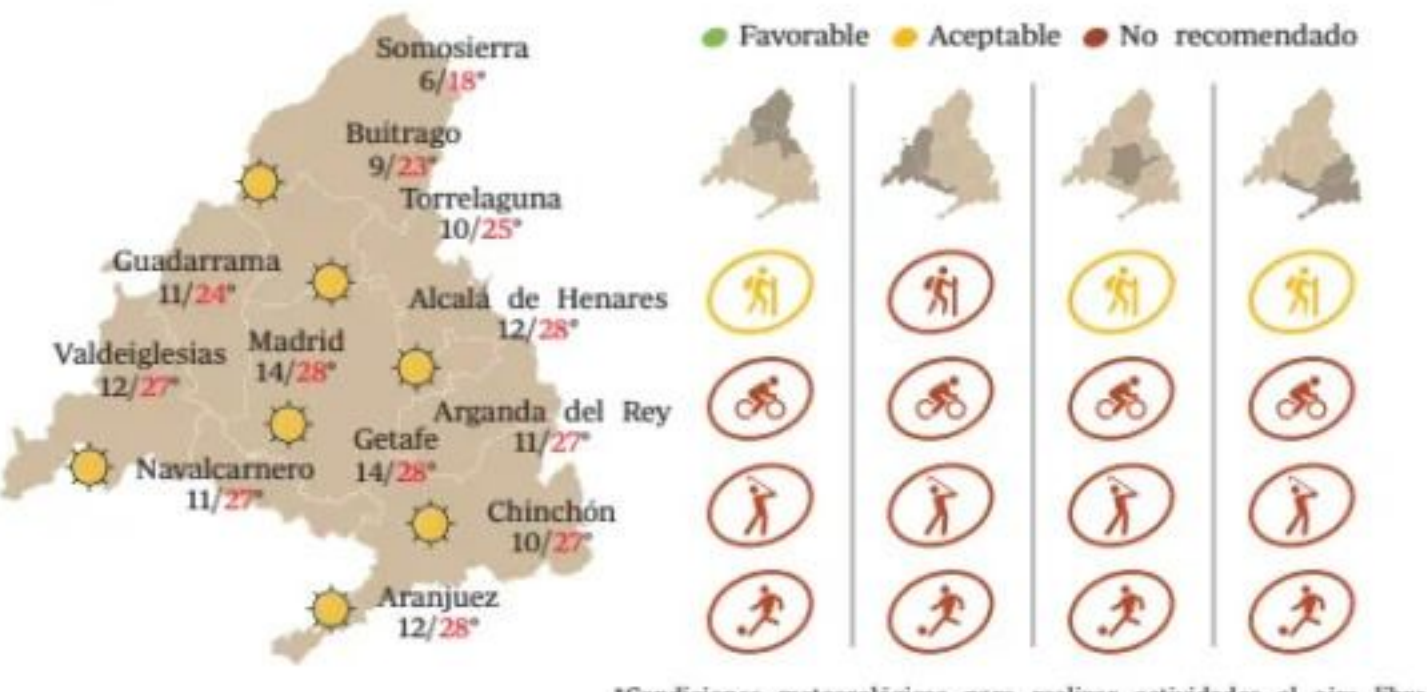 Somosierra
6/18°
Buitrago
9/23°
Torrelaguna
10/25°
Guadarrama
11/24°
Alcalá de Henares
12/28°
Madrid
14/28°
Valdeiglesias
12/27°
Arganda del Rey
11/27°
Getafe
14/28°
Navalcarnero
11/27°
Chinchón
10/27°
Aranjuez
12/28°
Favorable Aceptable No recomendado